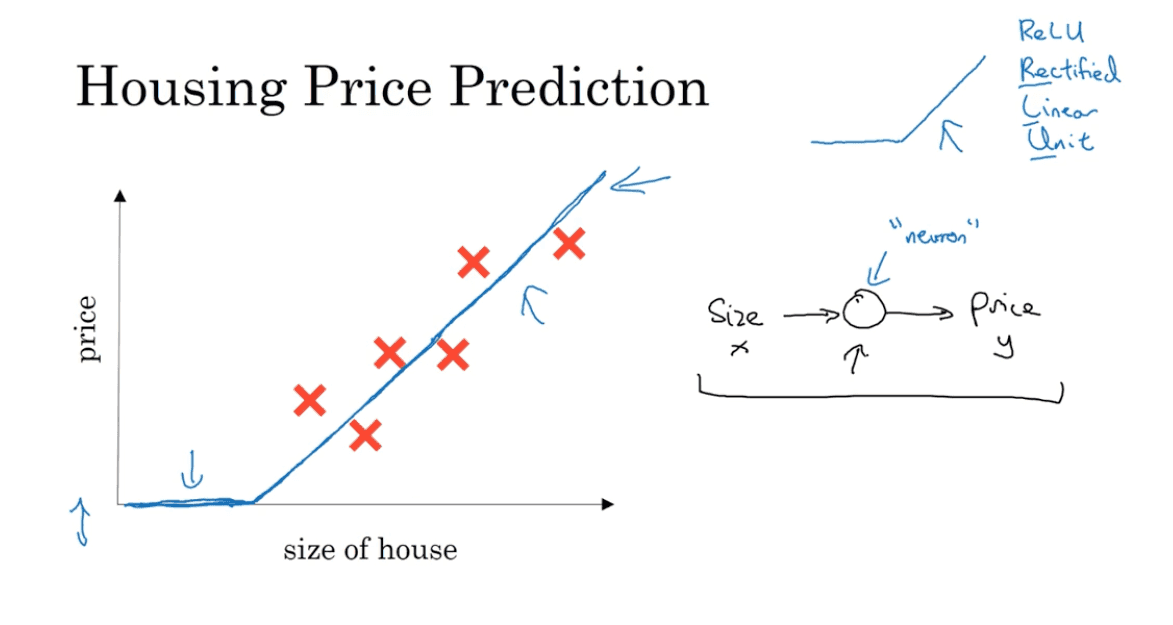 Housing Price Prediction
ReLU
Rectified
Linear
Unit
price
size of house
"neuron"
Size
x
price
y